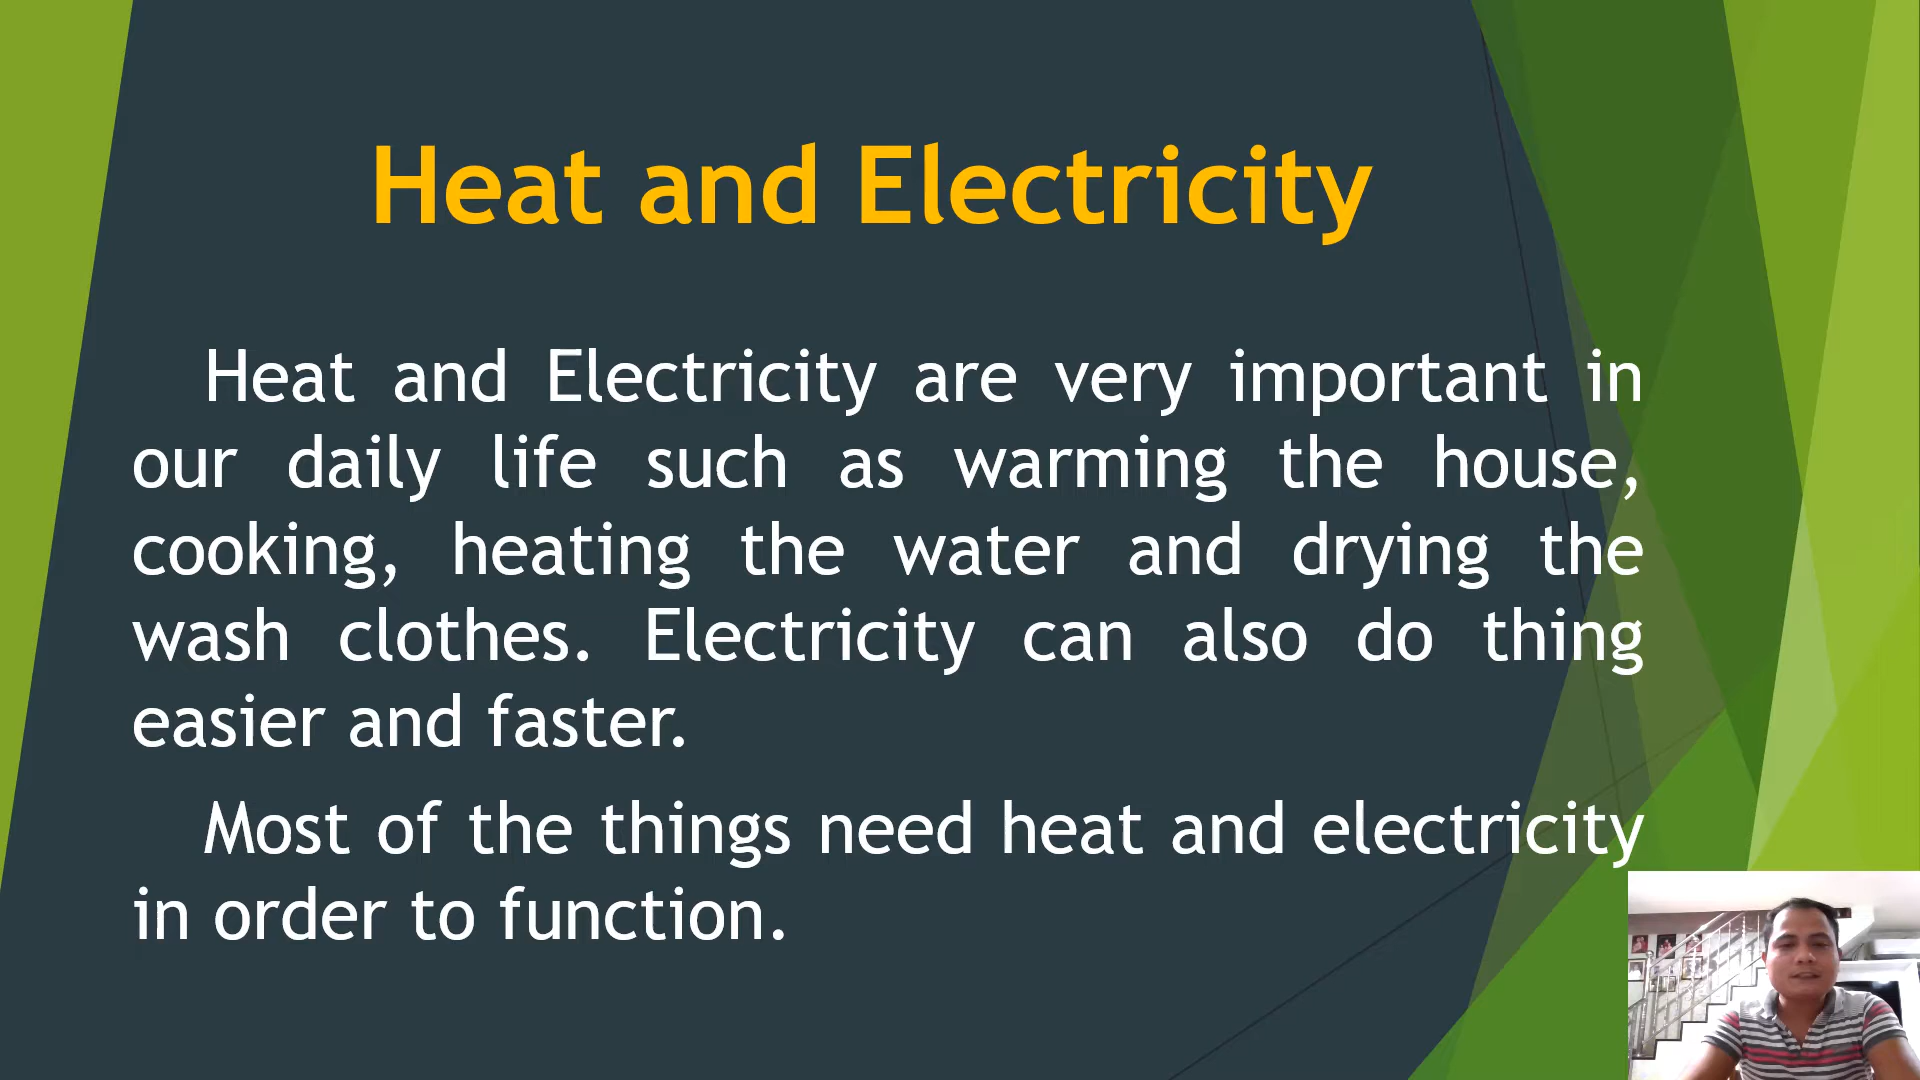 Heat and Electricity
Heat and Electricity are very important in
our daily life such as warming the house,
cooking, heating the water and drying the
wash clothes. Electricity can also do thing
easier and faster.
Most of the things need heat and electricity
in order to function.